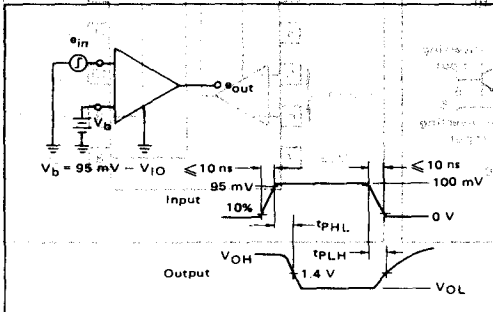 e_in
e_out
V_b
V_b = 95 mV – V_IO
≤ 10 ns
≤ 10 ns
95 mV
100 mV
Input
10%
0 V
t_PHL
t_PLH
V_OH
1.4 V
Output
V_OL